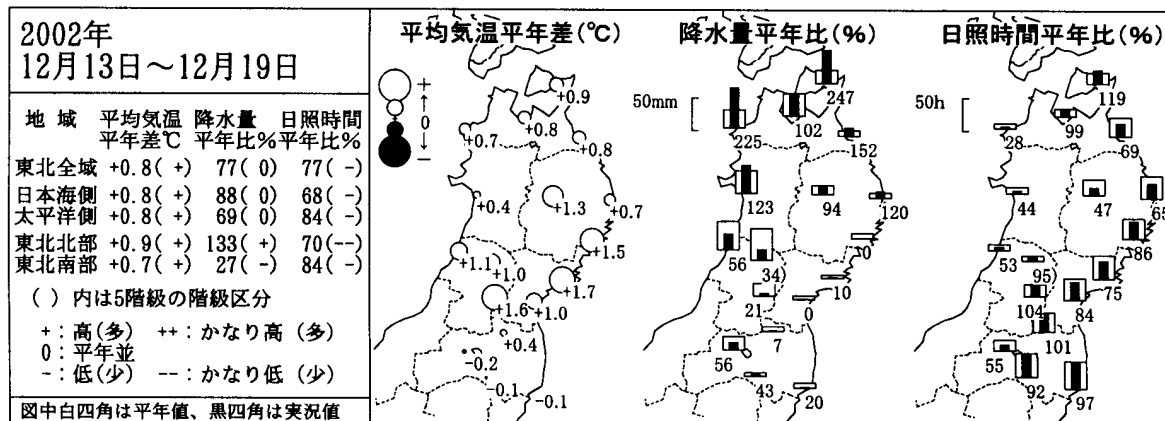 2002年
12月13日〜12月19日
地 域 平均気温 降水量 日照時間
平年差℃ 平年比% 平年比%
東北全域 +0.8( +) 77( 0) 77( -)
日本海側 +0.8( +) 88( 0) 68( -)
太平洋側 +0.8( +) 69( 0) 84( -)
東北北部 +0.9( +) 133( +) 70(--)
東北南部 +0.7( +) 27( -) 84( -)
( ) 内は5階級の階級区分
+:高(多) ++:かなり高 (多)
0:平年並
-:低(少) --:かなり低 (少)
図中白四角は平年値、黒四角は実況値
平均気温平年差(℃)
+
↑
0
↓
-
+0.9
+0.8
+0.7
+0.8
+0.4
+1.3
+0.7
+1.5
+1.1
+1.0
+1.7
+1.6
+1.0
+0.4
-0.2
-0.1
-0.1
降水量平年比(%)
50mm
247
102
225
152
123
94
120
0
56
34
10
21
0
7
56
43
20
日照時間平年比(%)
50h
119
99
28
69
44
47
65
86
53
95
75
104
84
101
55
92
97